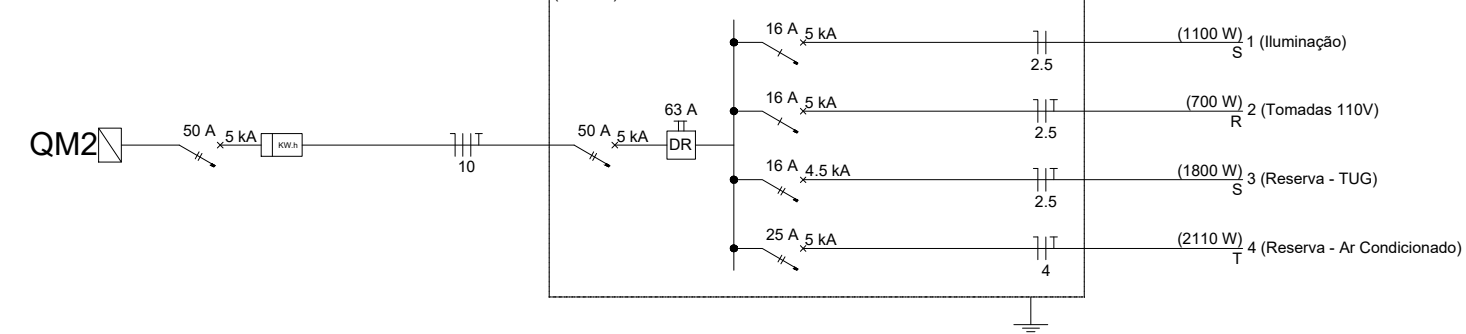 QM2
50 A
5 kA
KW.h
10
50 A
5 kA
63 A
DR
16 A
5 kA
2.5
(1100 W)
S
1 (Iluminação)
16 A
5 kA
2.5
(700 W)
R
2 (Tomadas 110V)
16 A
4.5 kA
2.5
(1800 W)
S
3 (Reserva - TUG)
25 A
5 kA
4
(2110 W)
T
4 (Reserva - Ar Condicionado)